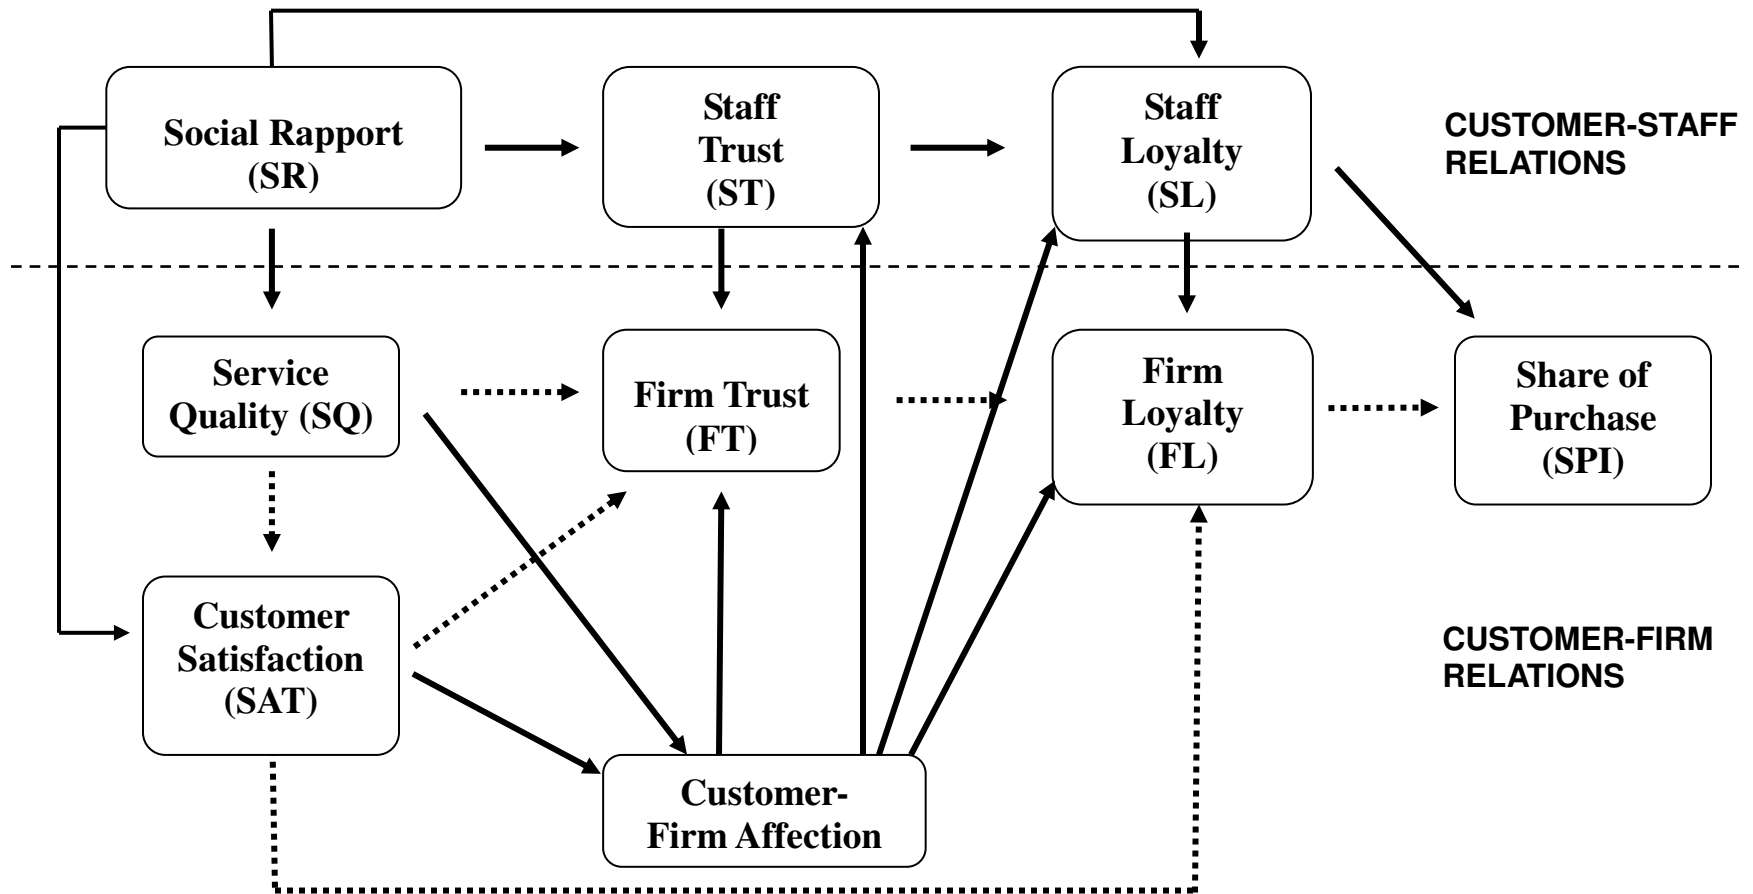 Social Rapport
(SR)
Staff
Trust
(ST)
Staff
Loyalty
(SL)
CUSTOMER-STAFF
RELATIONS
Service
Quality (SQ)
Firm Trust
(FT)
Firm
Loyalty
(FL)
Share of
Purchase
(SPI)
Customer
Satisfaction
(SAT)
CUSTOMER-FIRM
RELATIONS
Customer-
Firm Affection